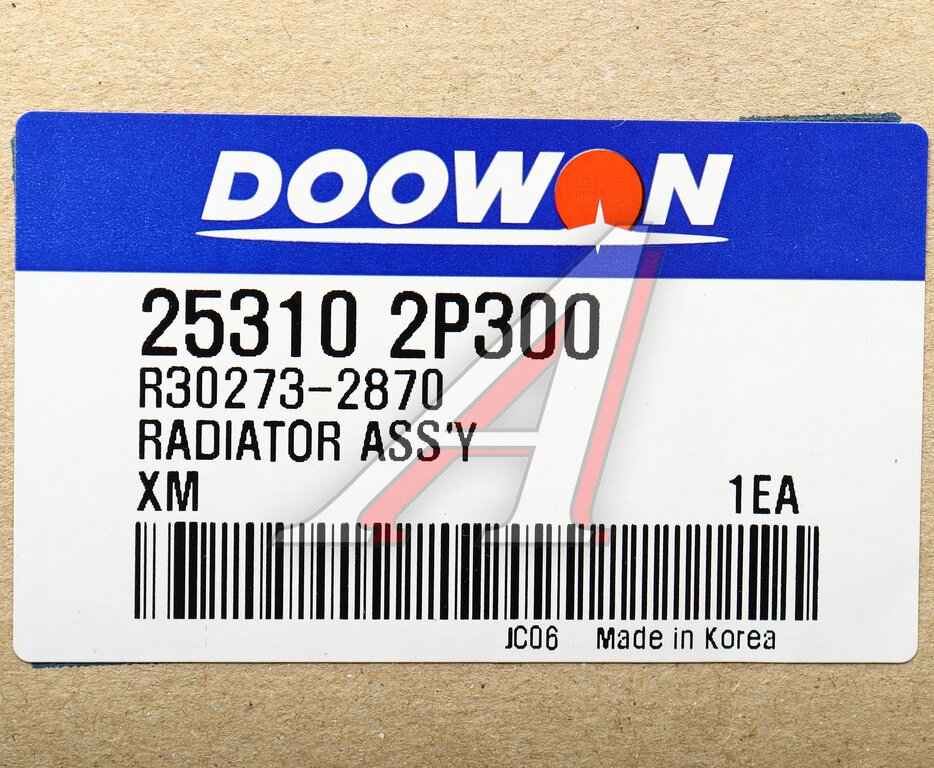 DOOWON
25310 2P300
R30273-2870
RADIATOR ASS'Y
XM 1EA
JC06 Made in Korea